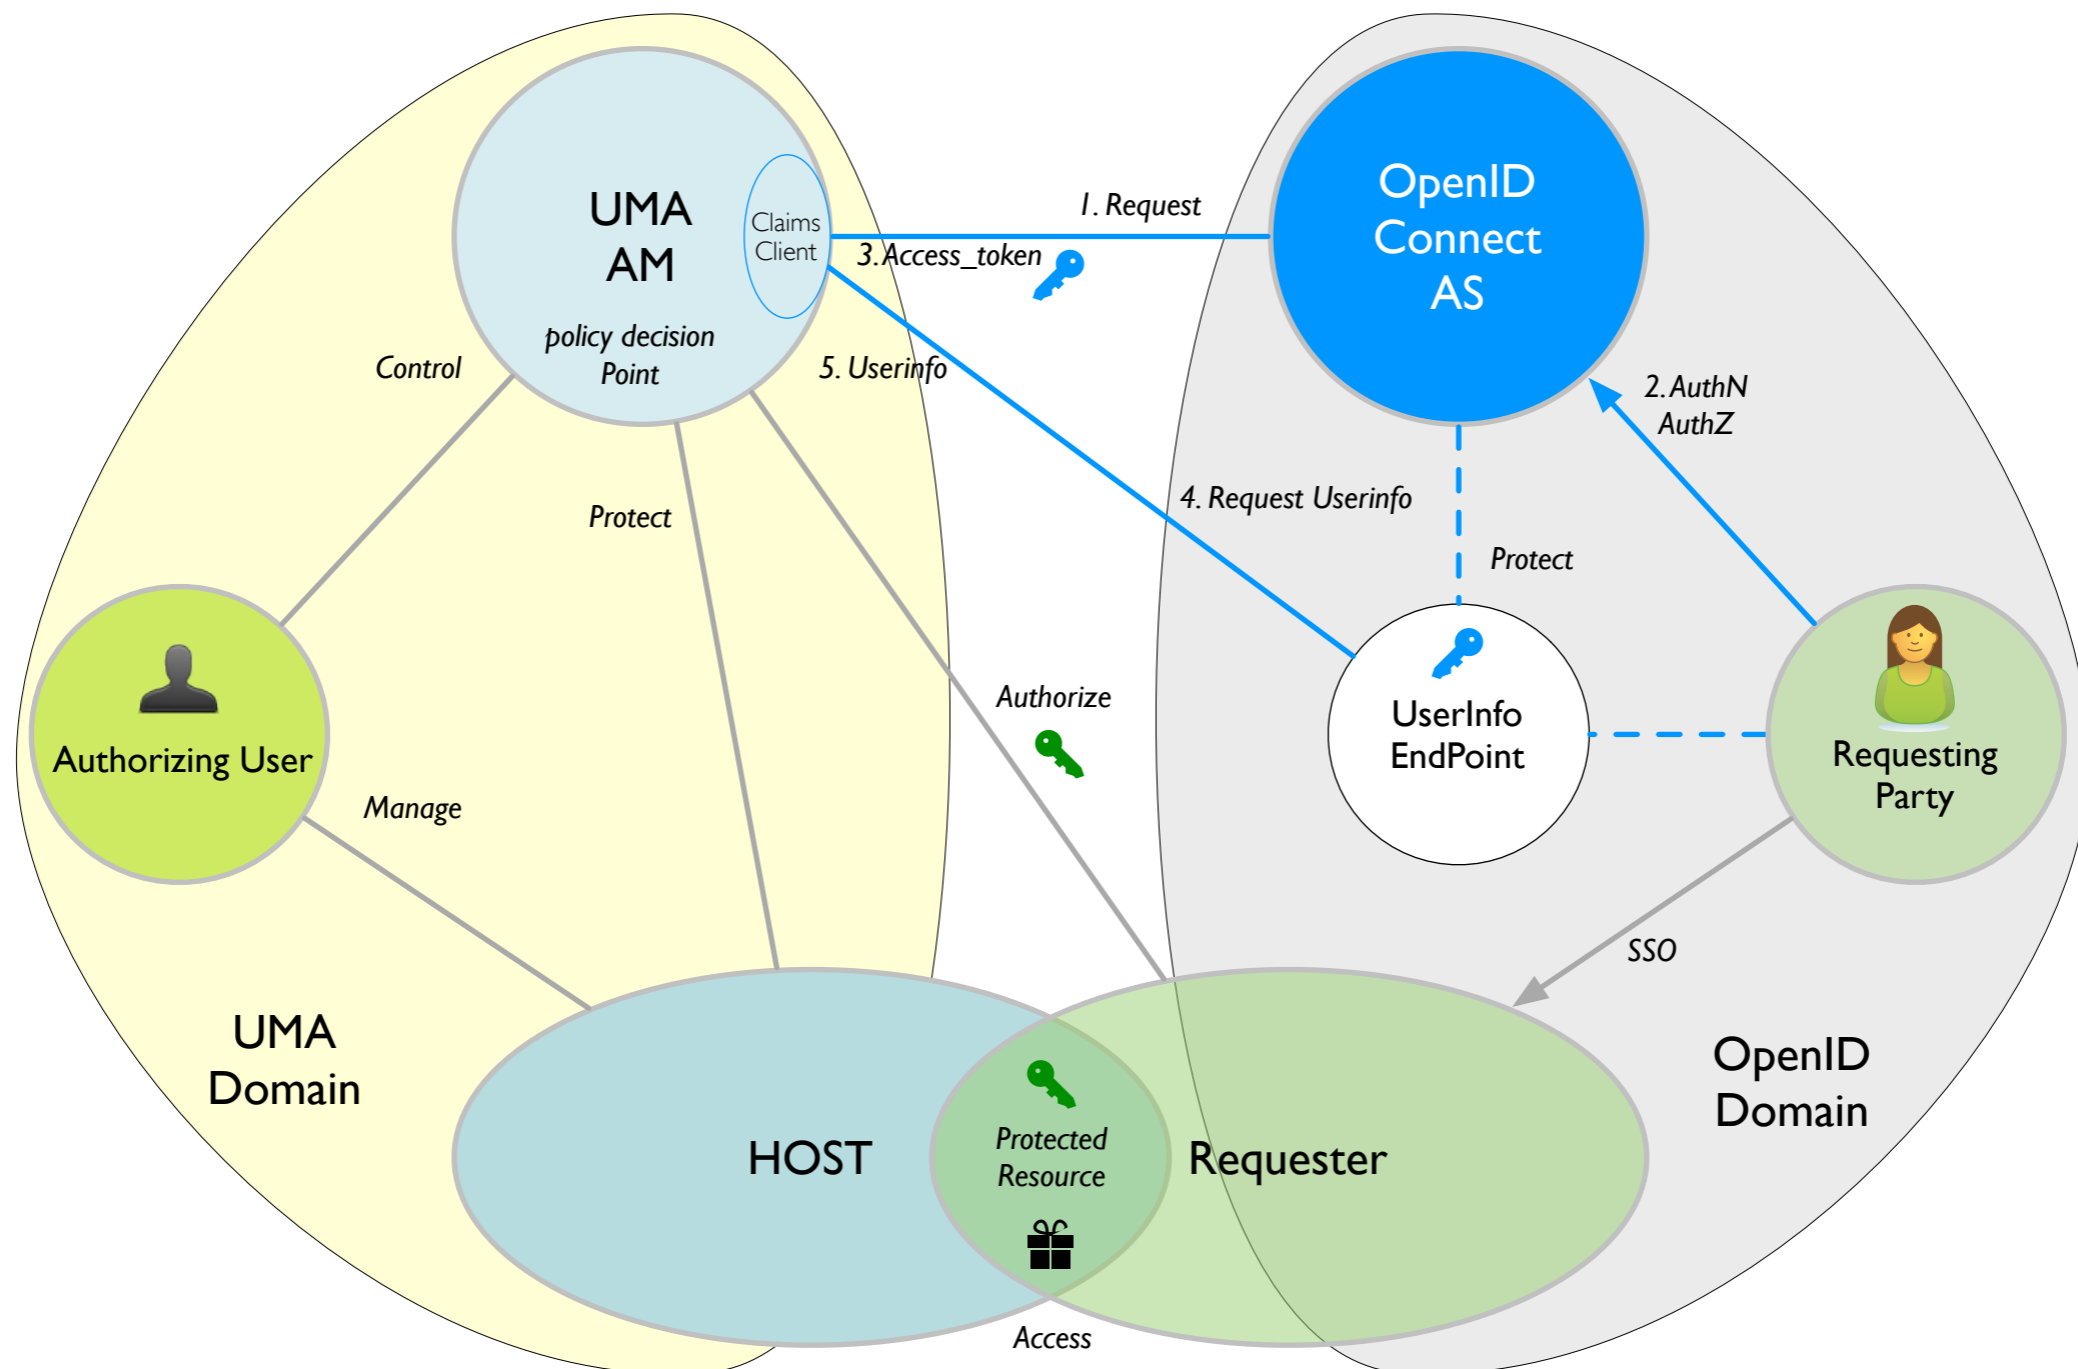 UMA
AM
policy decision
Point
Claims
Client
1. Request
3. Access_token
OpenID
Connect
AS
Control
5. Userinfo
2. AuthN
AuthZ
Protect
4. Request Userinfo
Protect
Authorizing User
Authorize
UserInfo
EndPoint
Requesting
Party
Manage
SSO
UMA
Domain
OpenID
Domain
HOST
Protected
Resource
Requester
Access